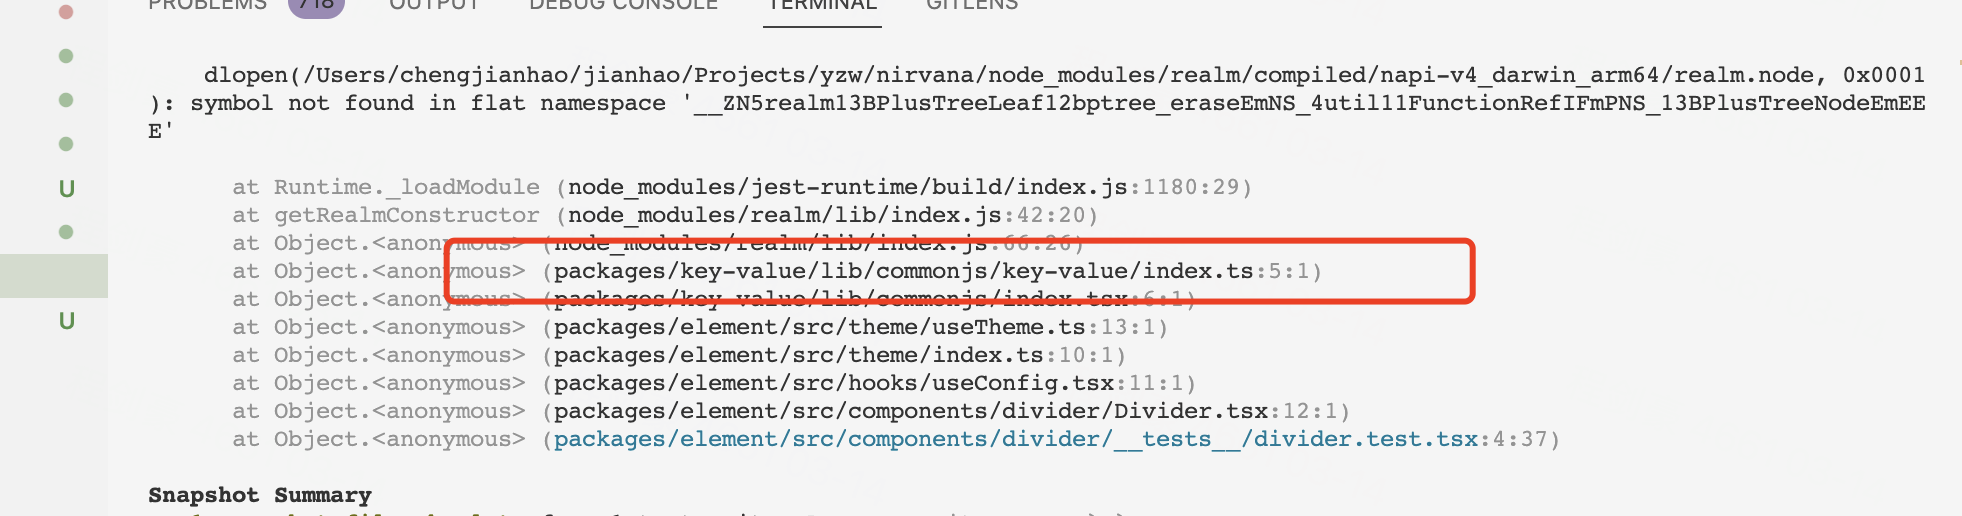 PROBLEMS 718 OUTPUT DEBUG CONSOLE TERMINAL GITLENS
dlopen(/Users/chengjianhao/jianhao/Projects/yzw/nirvana/node_modules/realm/compiled/napi-v4_darwin_arm64/realm.node, 0x0001
): symbol not found in flat namespace '__ZN5realm13BPlusTreeLeaf12bptree_eraseEmNS_4util11FunctionRefIFmPNS_13BPlusTreeNodeEmEE
E'
at Runtime._loadModule (node_modules/jest-runtime/build/index.js:1180:29)
U
at getRealmConstructor (node_modules/realm/lib/index.js:42:20)
at Object.<anonymous> (node_modules/realm/lib/index.js:66:26)
at Object.<anonymous> (packages/key-value/lib/commonjs/key-value/index.ts:5:1)
at Object.<anonymous> (packages/key-value/lib/commonjs/index.tsx:6:1)
at Object.<anonymous> (packages/element/src/theme/useTheme.ts:13:1)
U
at Object.<anonymous> (packages/element/src/theme/index.ts:10:1)
at Object.<anonymous> (packages/element/src/hooks/useConfig.tsx:11:1)
at Object.<anonymous> (packages/element/src/components/divider/Divider.tsx:12:1)
at Object.<anonymous> (packages/element/src/components/divider/__tests__/divider.test.tsx:4:37)
Snapshot Summary